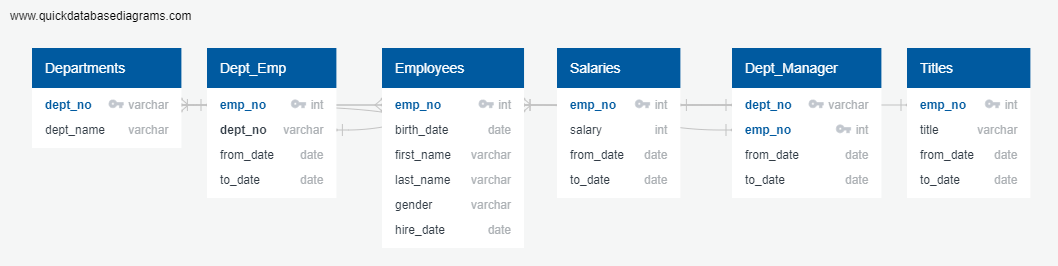 www.quickdatabasediagrams.com
Departments
dept_no varchar
dept_name varchar
Dept_Emp
emp_no int
dept_no varchar
from_date date
to_date date
Employees
emp_no int
birth_date date
first_name varchar
last_name varchar
gender varchar
hire_date date
Salaries
emp_no int
salary int
from_date date
to_date date
Dept_Manager
dept_no varchar
emp_no int
from_date date
to_date date
Titles
emp_no int
title varchar
from_date date
to_date date